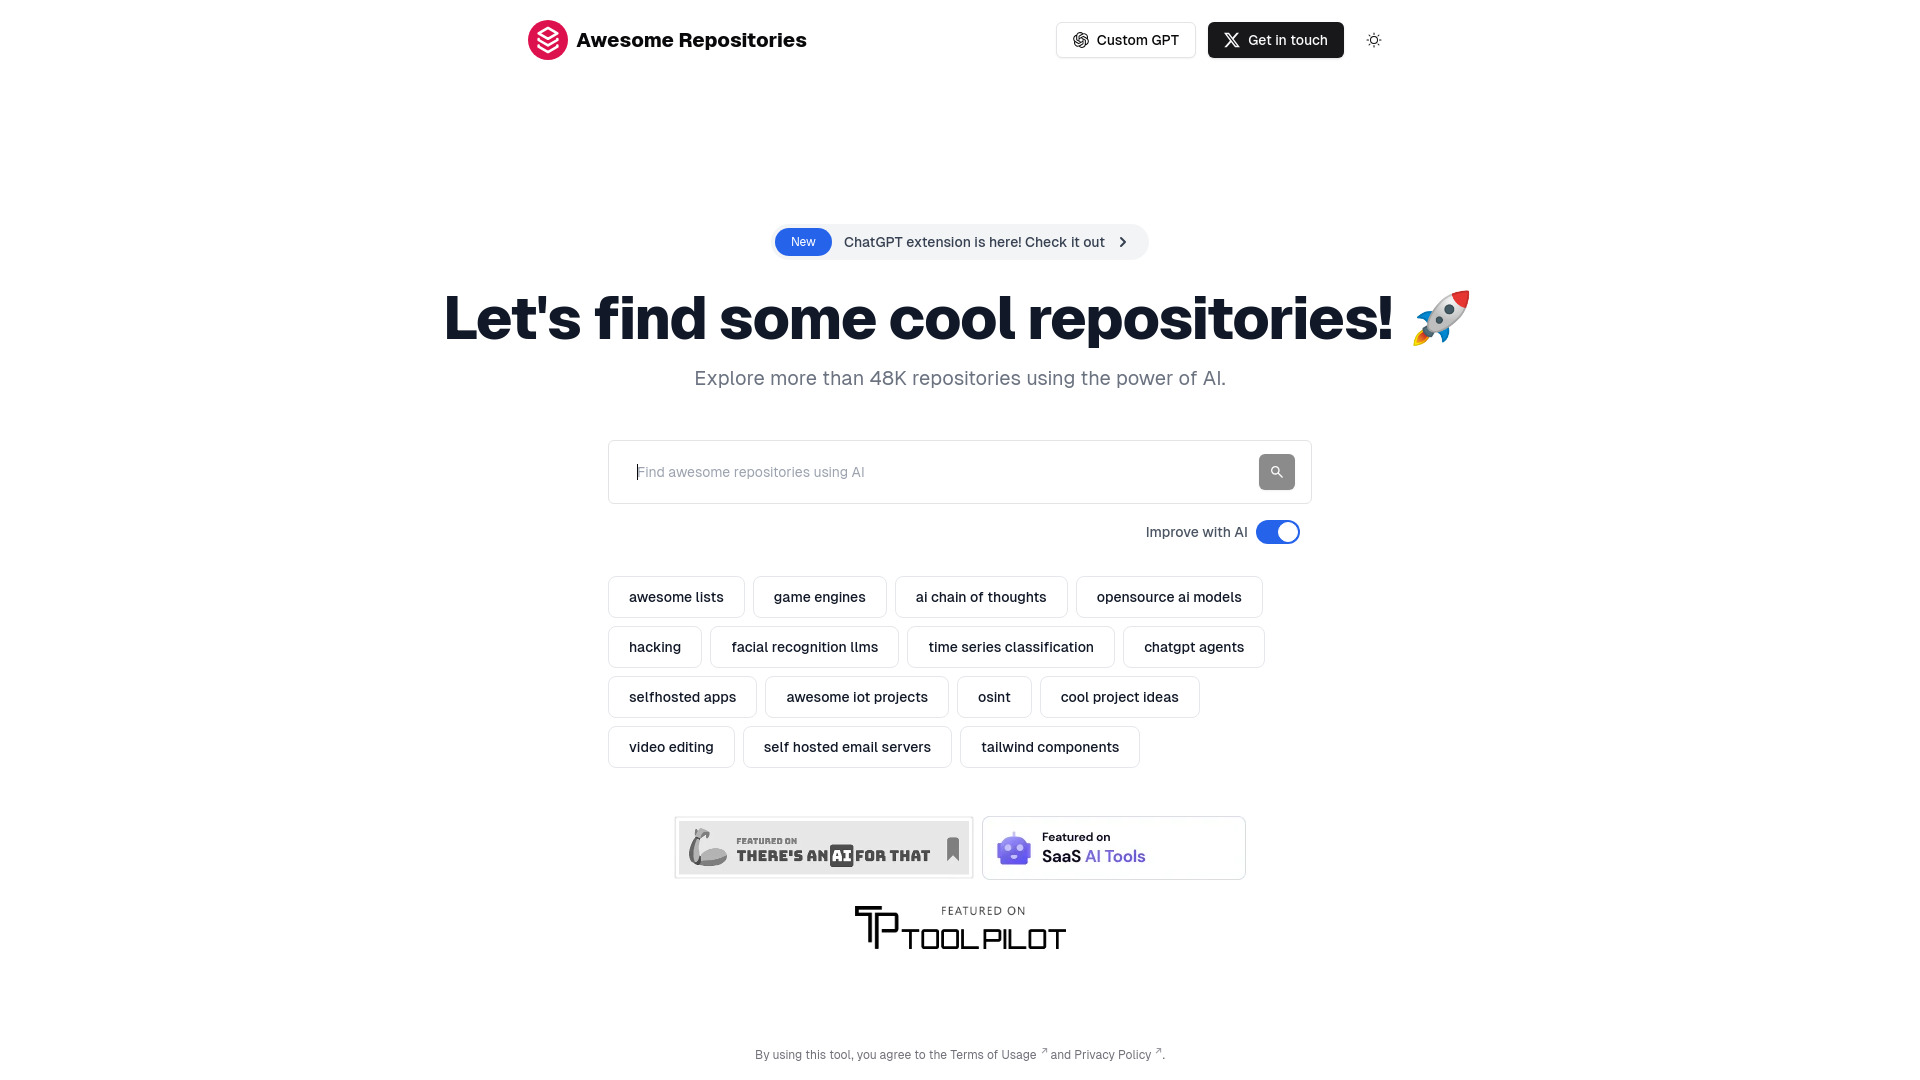 Awesome Repositories
Custom GPT
Get in touch
New
ChatGPT extension is here! Check it out
Let's find some cool repositories! 🚀
Explore more than 48K repositories using the power of AI.
Find awesome repositories using AI
Improve with AI
awesome lists
game engines
ai chain of thoughts
opensource ai models
hacking
facial recognition llms
time series classification
chatgpt agents
selfhosted apps
awesome iot projects
osint
cool project ideas
video editing
self hosted email servers
tailwind components
FEATURED ON
THERE'S AN AI FOR THAT
Featured on
SaaS AI Tools
FEATURED ON
TP TOOLPILOT
By using this tool, you agree to the Terms of Usage ↗ and Privacy Policy ↗.